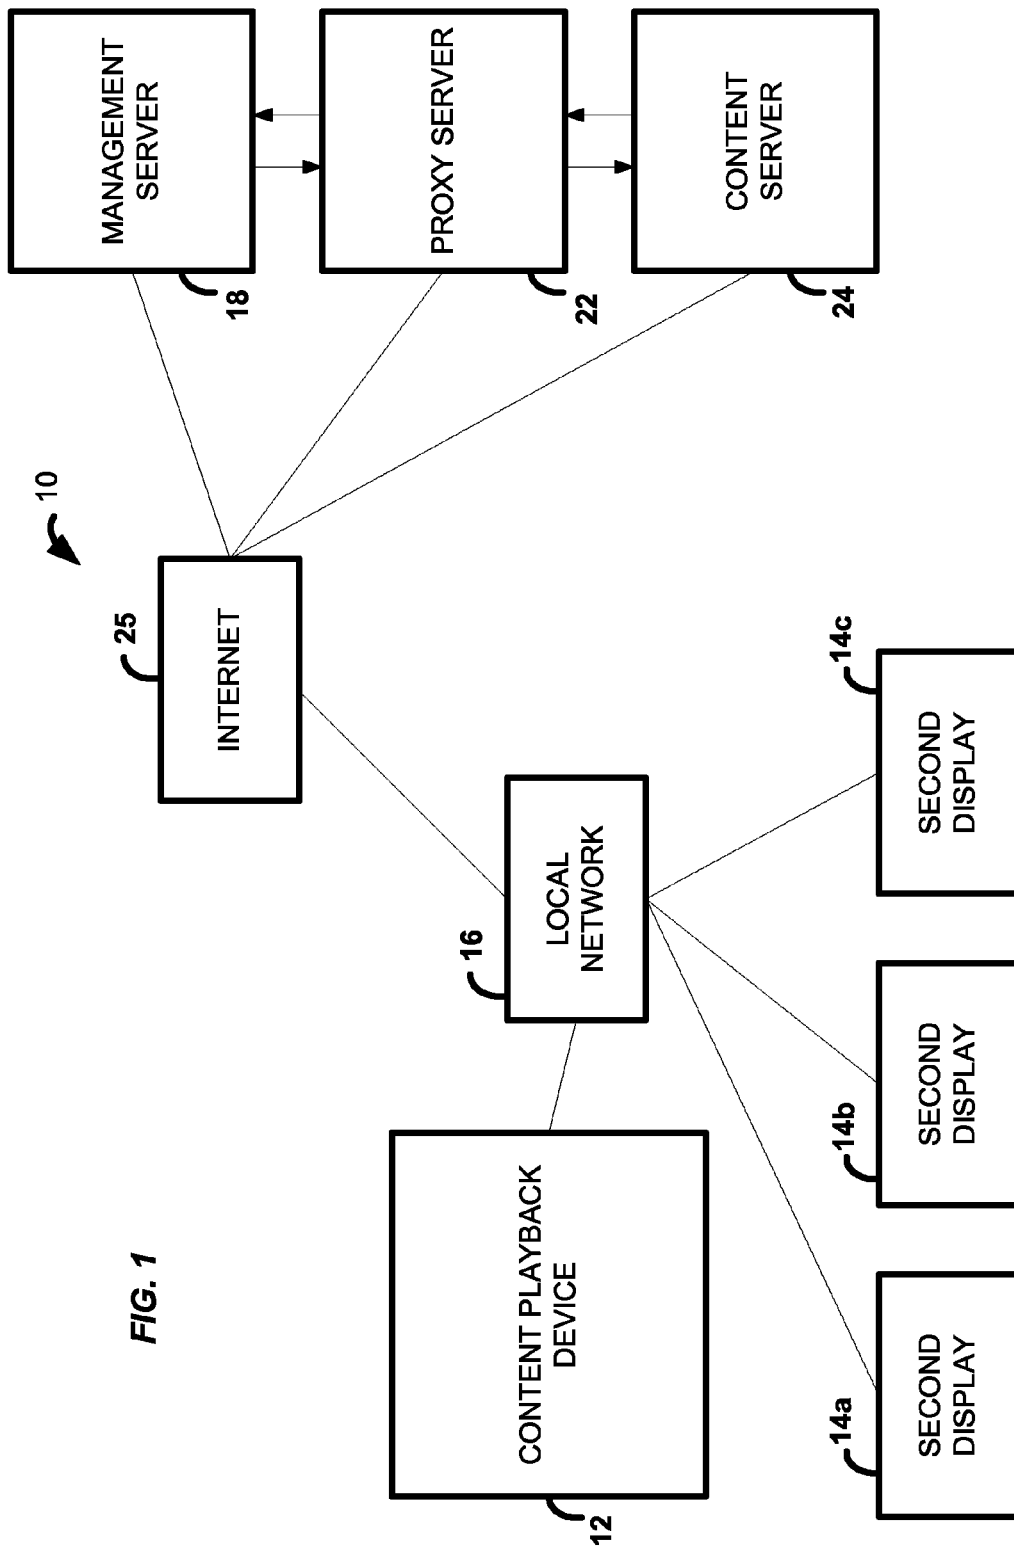 FIG. 1
10
CONTENT PLAYBACK
DEVICE
12
LOCAL
NETWORK
16
INTERNET
25
MANAGEMENT
SERVER
18
PROXY SERVER
22
CONTENT
SERVER
24
SECOND
DISPLAY
14a
SECOND
DISPLAY
14b
SECOND
DISPLAY
14c